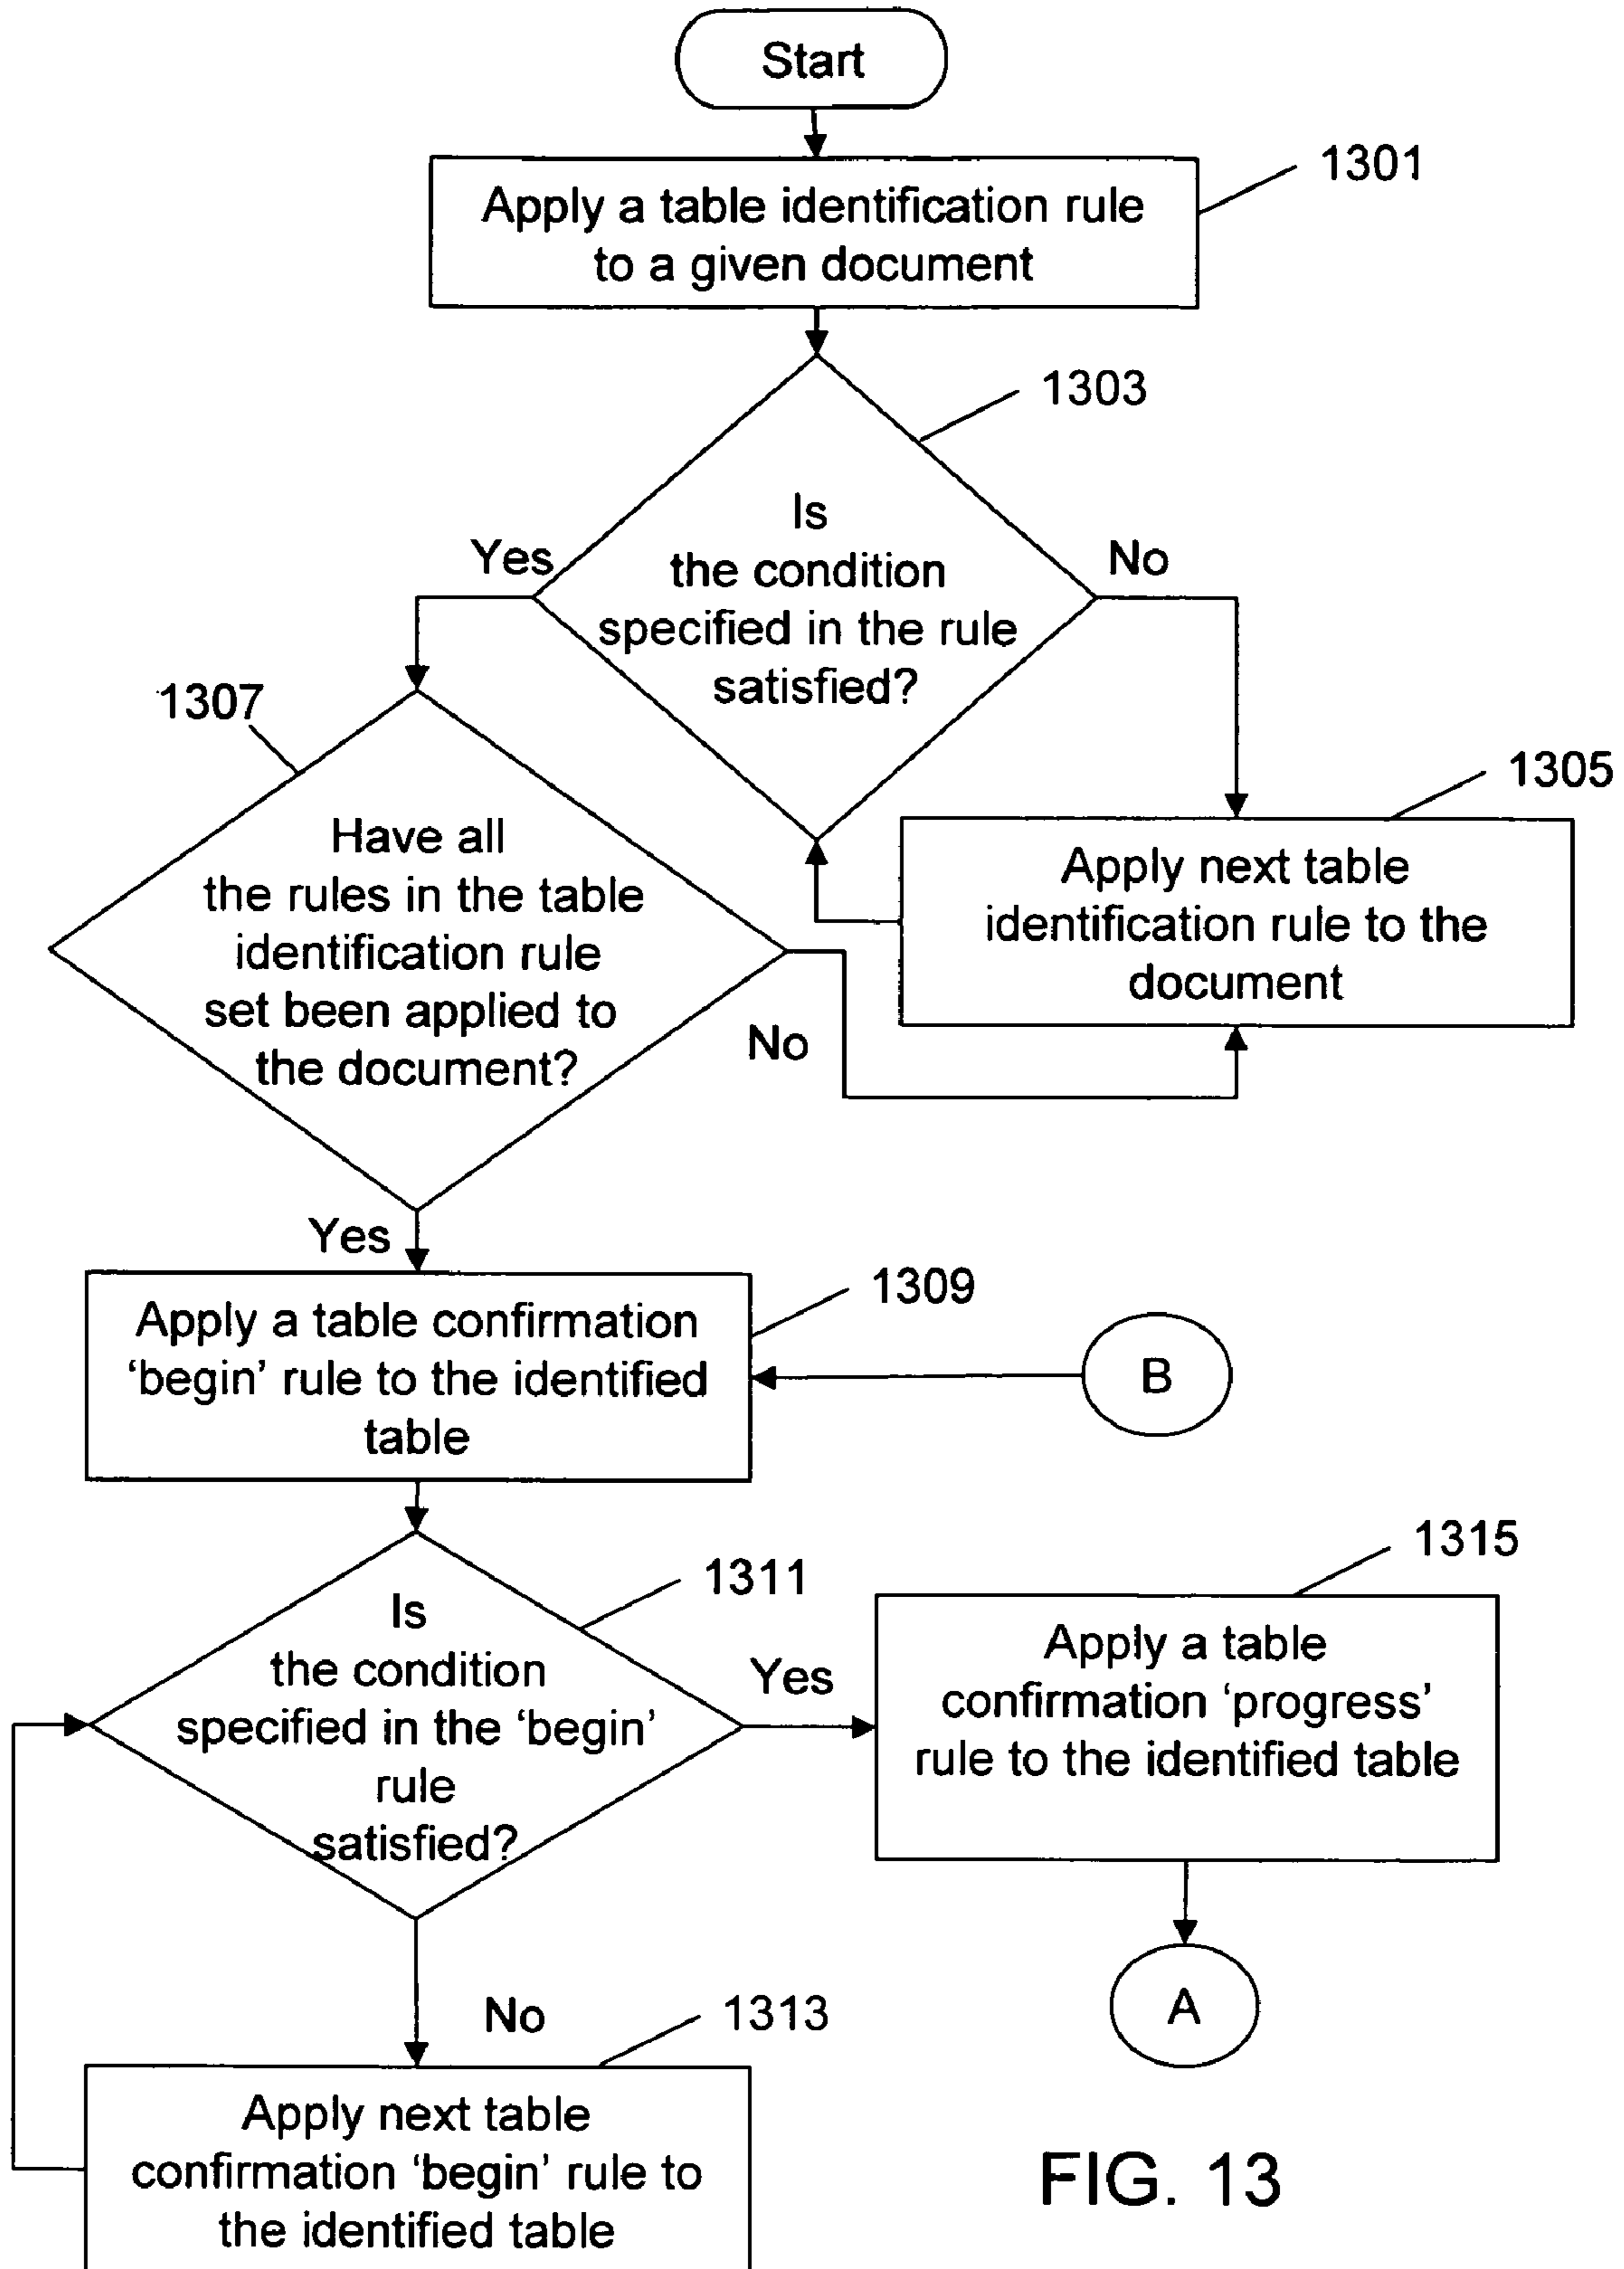 Start
1301
Apply a table identification rule
to a given document
1303
Is
the condition
specified in the rule
satisfied?
Yes
No
1307
Have all
the rules in the table
identification rule
set been applied to
the document?
1305
Apply next table
identification rule to the
document
No
Yes
1309
Apply a table confirmation
‘begin’ rule to the identified
table
B
1311
Is
the condition
specified in the ‘begin’
rule
satisfied?
Yes
1315
Apply a table
confirmation ‘progress’
rule to the identified table
No
A
1313
Apply next table
confirmation ‘begin’ rule to
the identified table
FIG. 13